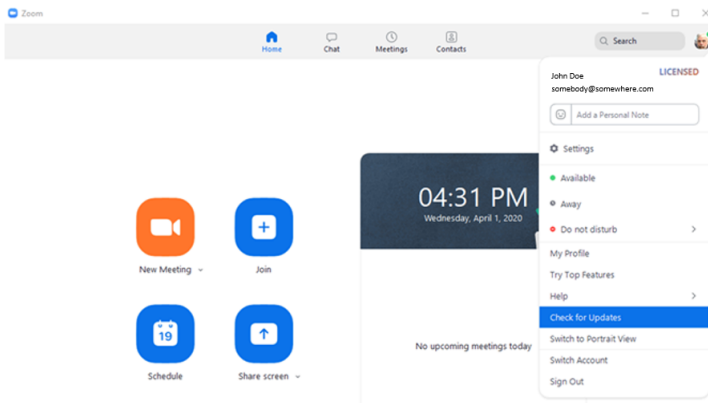 Zoom
Home
Chat
Meetings
Contacts
Search
John Doe
LICENSED
somebody@somewhere.com
Add a Personal Note
Settings
Available
Away
Do not disturb
My Profile
Try Top Features
Help
Check for Updates
Switch to Portrait View
Switch Account
Sign Out
04:31 PM
Wednesday, April 1, 2020
New Meeting
Join
19
Schedule
Share screen
No upcoming meetings today